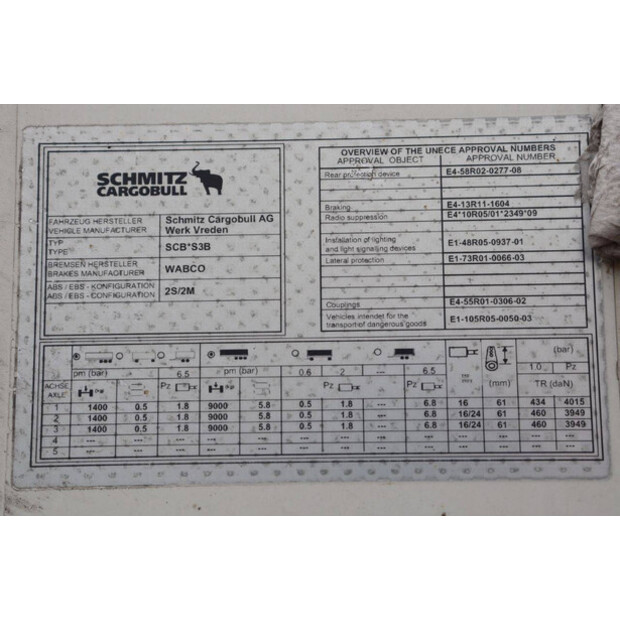 SCHMITZ
CARGOBULL
FAHRZEUG HERSTELLER
VEHICLE MANUFACTURER
Schmitz Cargobull AG
Werk Vreden
TYP
TYPE
SCB*S3B
BREMSEN HERSTELLER
BRAKES MANUFACTURER
WABCO
ABS / EBS - KONFIGURATION
ABS / EBS - CONFIGURATION
2S/2M
OVERVIEW OF THE UNECE APPROVAL NUMBERS
APPROVAL OBJECT APPROVAL NUMBER
Rear protection device E4-58R02-0277-08
Braking E4-13R11-1604
Radio suppression E4*10R05/01*2349*09
Installation of lighting
and light signalling devices E1-48R05-0937-01
Lateral protection E1-73R01-0066-03
Couplings E4-55R01-0306-02
Vehicles intendet for the
transport of dangerous goods E1-105R05-0050-03
(bar)
pm (bar) --- 6.5 pm (bar) 0.6 2 --- 6.5 1.0 Pz
ACHSE
AXLE
Pz Pz Pz (mm) TR (daN)
1 1400 0.5 1.8 9000 5.8 0.5 1.8 --- 6.8 16 61 434 4015
2 1400 0.5 1.8 9000 5.8 0.5 1.8 --- 6.8 16/24 61 460 3949
3 1400 0.5 1.8 9000 5.8 0.5 1.8 --- 6.8 16/24 61 460 3949
4 --- --- --- --- --- --- --- --- --- --- --- --- ---
5 --- --- --- --- --- --- --- --- --- --- --- --- ---